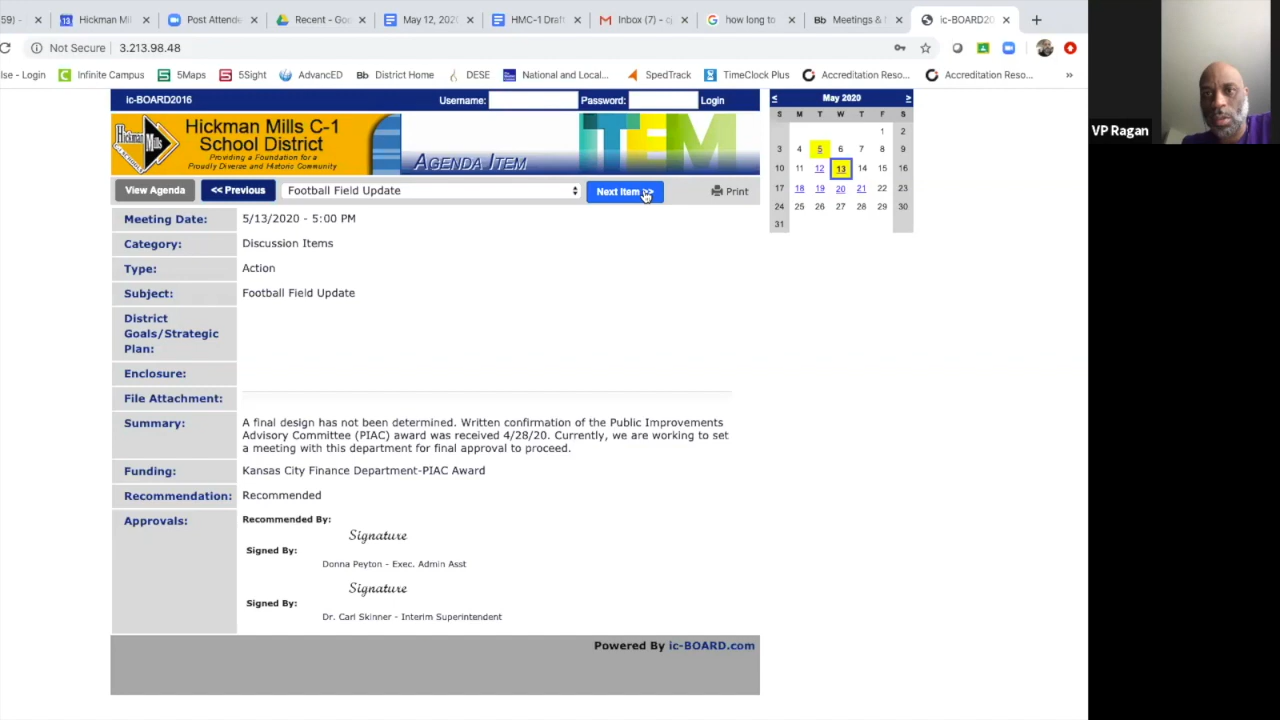 59) -
Hickman Mill
Post Attende
Recent - Go
May 12, 202
HMC-1 Draft
Inbox (7) - c
how long to
Meetings &
ic-BOARD20
Not Secure 3.213.98.48
lse - Login
Infinite Campus
5Maps
5Sight
AdvancED
Bb District Home
DESE
National and Local...
SpedTrack
TimeClock Plus
Accreditation Reso...
Accreditation Reso...
»
ic-BOARD2016 Username: Password: Login
Hickman Mills
Hickman Mills C-1
School District
Providing a Foundation for a
Proudly Diverse and Historic Community
ITEM
AGENDA ITEM
View Agenda << Previous Football Field Update Next Item >> Print
Meeting Date: 5/13/2020 - 5:00 PM
Category: Discussion Items
Type: Action
Subject: Football Field Update
District
Goals/Strategic
Plan:
Enclosure:
File Attachment:
Summary: A final design has not been determined. Written confirmation of the Public Improvements
Advisory Committee (PIAC) award was received 4/28/20. Currently, we are working to set
a meeting with this department for final approval to proceed.
Funding: Kansas City Finance Department-PIAC Award
Recommendation: Recommended
Approvals: Recommended By:
Signature
Signed By:
Donna Peyton - Exec. Admin Asst
Signature
Signed By:
Dr. Carl Skinner - Interim Superintendent
Powered By ic-BOARD.com
< May 2020 >
S M T W T F S
1 2
3 4 5 6 7 8 9
10 11 12 13 14 15 16
17 18 19 20 21 22 23
24 25 26 27 28 29 30
31
VP Ragan